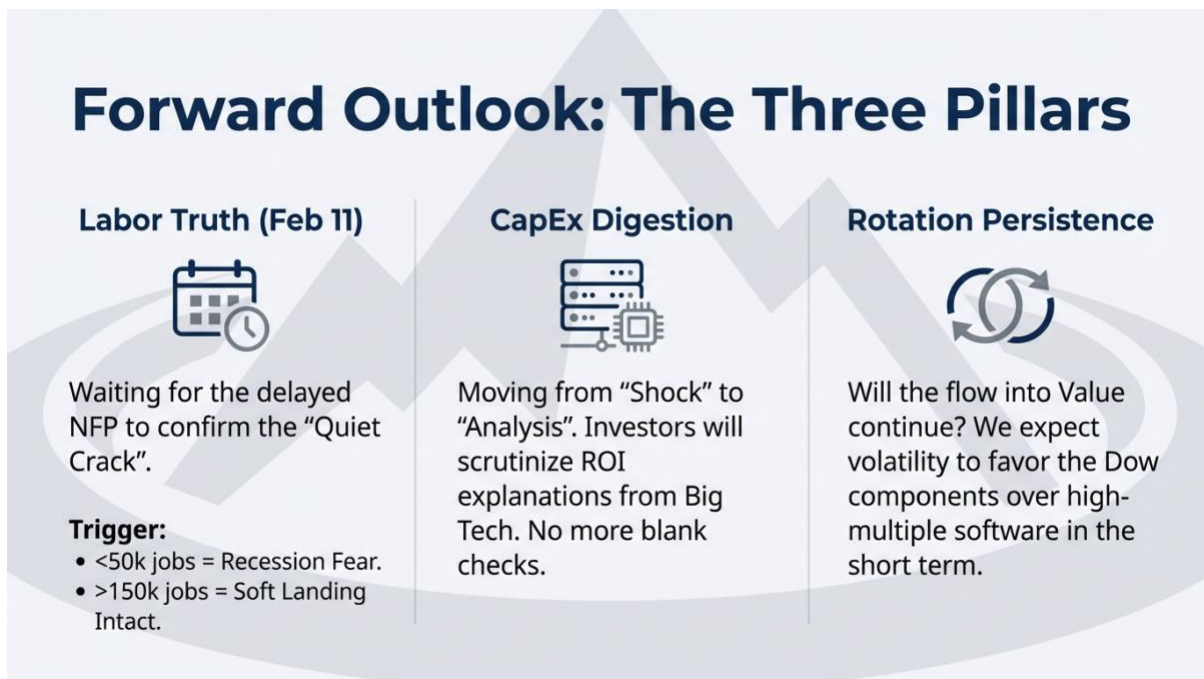 Forward Outlook: The Three Pillars
Labor Truth (Feb 11)
Waiting for the delayed
NFP to confirm the “Quiet
Crack”.
Trigger:
• <50k jobs = Recession Fear.
• >150k jobs = Soft Landing
Intact.
CapEx Digestion
Moving from “Shock” to
“Analysis”. Investors will
scrutinize ROI
explanations from Big
Tech. No more blank
checks.
Rotation Persistence
Will the flow into Value
continue? We expect
volatility to favor the Dow
components over high-
multiple software in the
short term.